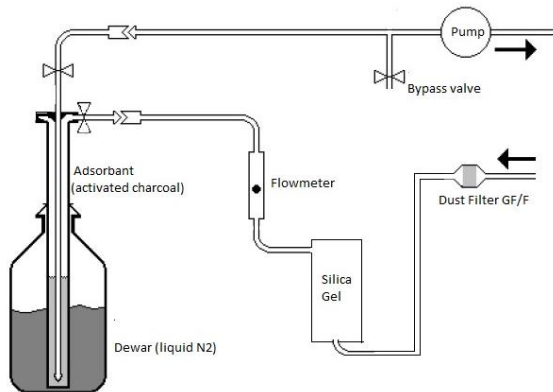 Pump
Bypass valve
Adsorbant
(activated charcoal)
Flowmeter
Dust Filter GF/F
Silica
Gel
Dewar (liquid N2)